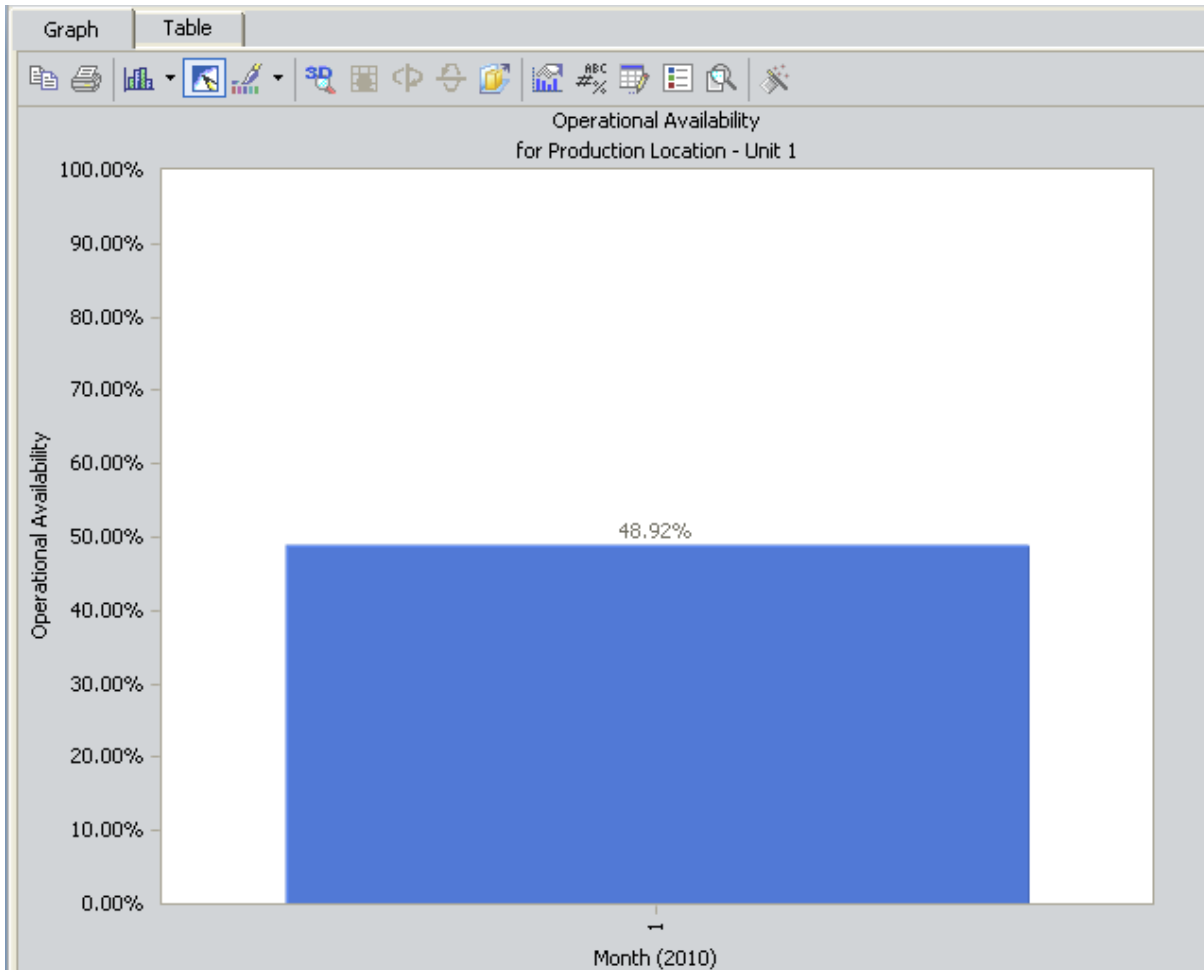 Graph
Table
3D
ABC
#%
Operational Availability
for Production Location - Unit 1
100.00%
90.00%
80.00%
70.00%
60.00%
50.00%
40.00%
30.00%
20.00%
10.00%
0.00%
Operational Availability
48.92%
1
Month (2010)